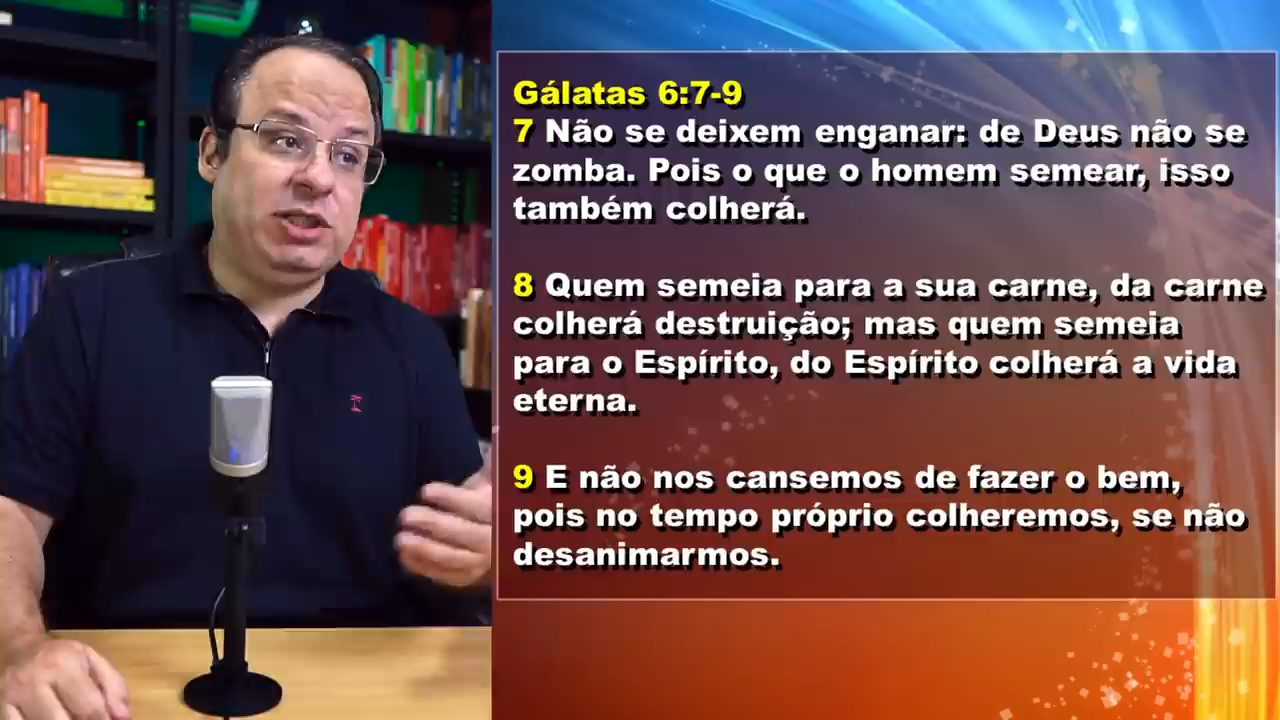 Gálatas 6:7-9
7 Não se deixem enganar: de Deus não se
zomba. Pois o que o homem semear, isso
também colherá.
8 Quem semeia para a sua carne, da carne
colherá destruição; mas quem semeia
para o Espírito, do Espírito colherá a vida
eterna.
9 E não nos cansemos de fazer o bem,
pois no tempo próprio colheremos, se não
desanimarmos.